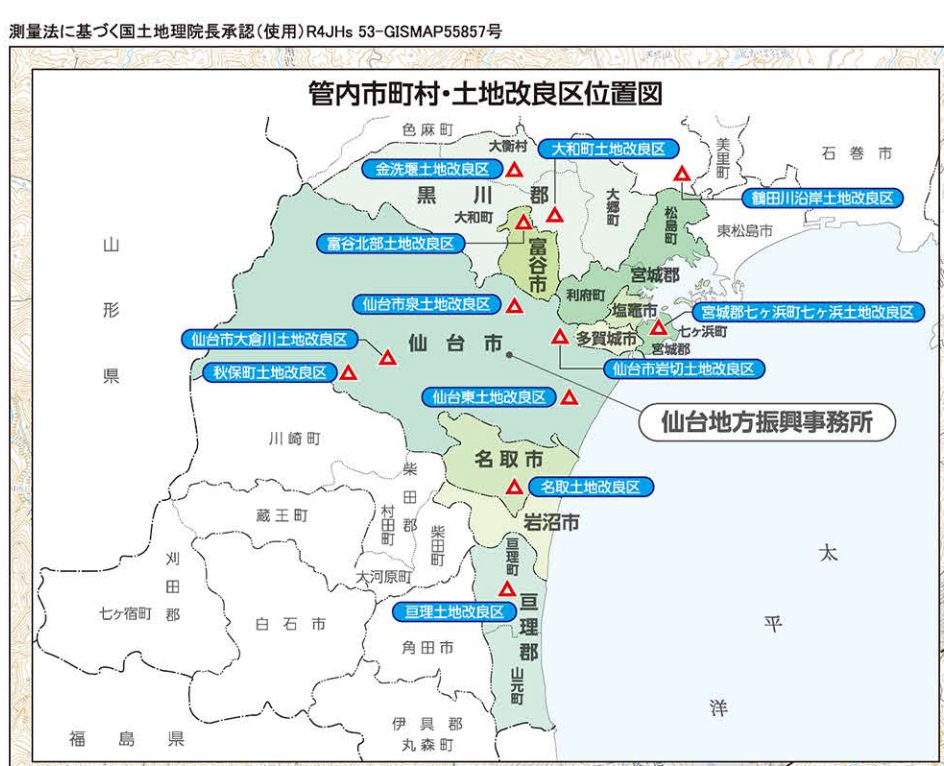 測量法に基づく国土地理院長承認(使用)R4JHs 53-GISMAP55857号
管内市町村・土地改良区位置図
色麻町
大衡村
大和町土地改良区
美里町
石巻市
金洗堰土地改良区
黒川郡
大和町
大郷町
鶴田川沿岸土地改良区
松島町
東松島市
富谷北部土地改良区
富谷市
山形県
宮城郡
利府町
仙台市泉土地改良区
塩竈市
宮城郡七ヶ浜町七ヶ浜土地改良区
七ヶ浜町
多賀城市
宮城郡
仙台市大倉川土地改良区
仙台市
秋保町土地改良区
仙台市岩切土地改良区
仙台東土地改良区
仙台地方振興事務所
川崎町
名取市
柴田郡
名取土地改良区
蔵王町
村田町
柴田町
岩沼市
亘理町
刈田郡
大河原町
太平洋
七ヶ宿町
白石市
亘理土地改良区
亘理郡
角田市
山元町
伊具郡
丸森町
福島県